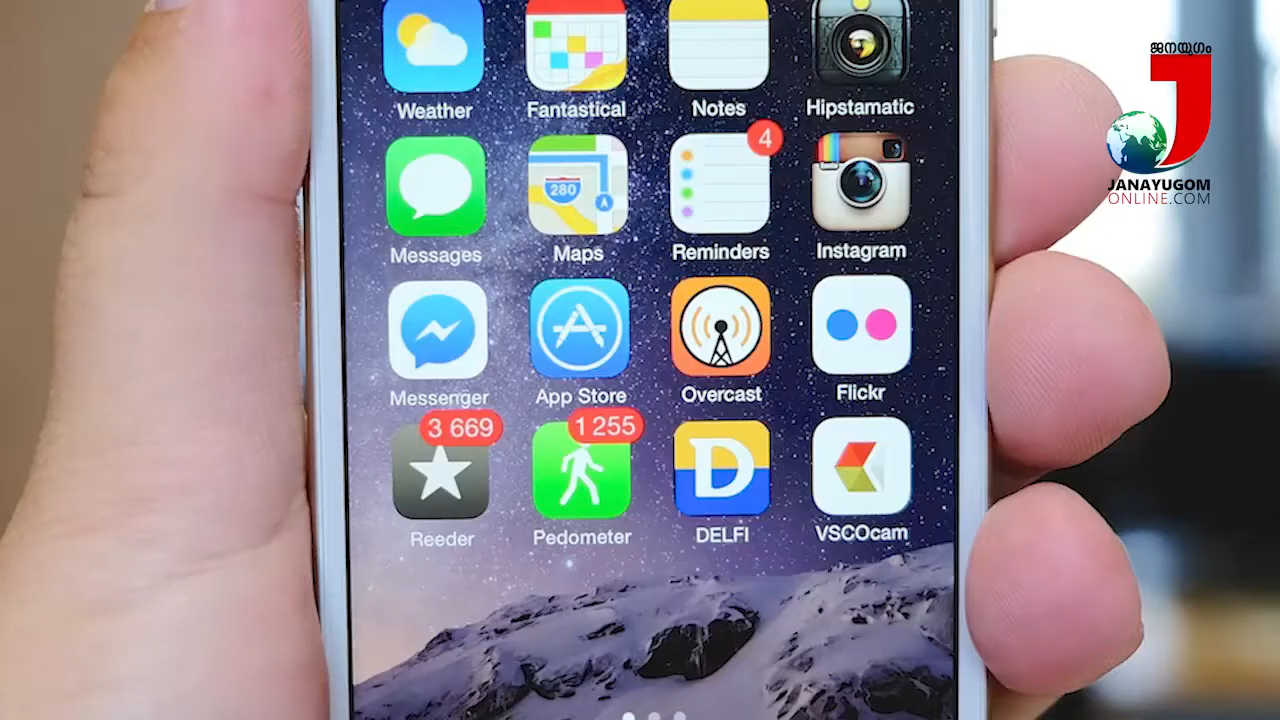 Weather
Fantastical
Notes
Hipstamatic
280
4
Messages
Maps
Reminders
Instagram
Messenger
App Store
Overcast
Flickr
3 669
1 255
D
Reeder
Pedometer
DELFI
VSCOcam
ജനയുഗം
J
JANAYUGOM
ONLINE.COM